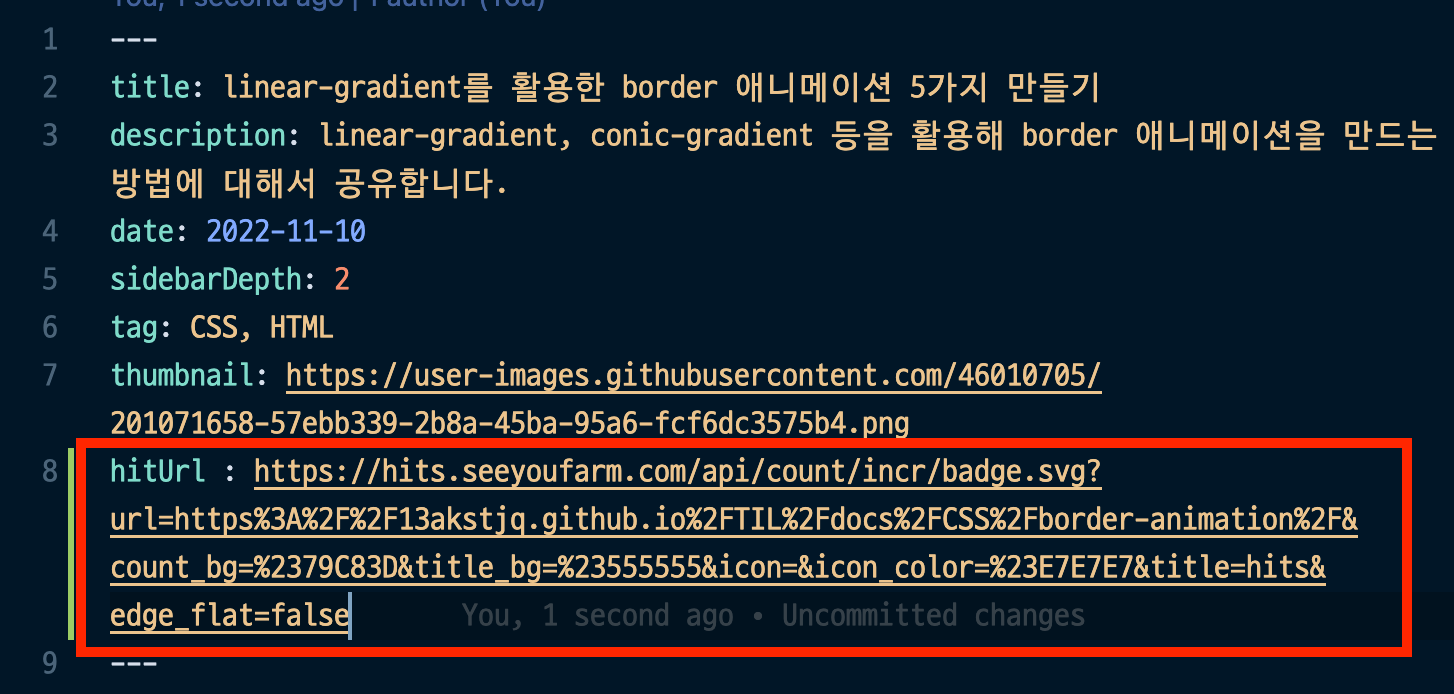 You, 1 second ago | 1 author (You)
1 ---
2 title: linear-gradient를 활용한 border 애니메이션 5가지 만들기
3 description: linear-gradient, conic-gradient 등을 활용해 border 애니메이션을 만드는
방법에 대해서 공유합니다.
4 date: 2022-11-10
5 sidebarDepth: 2
6 tag: CSS, HTML
7 thumbnail: https://user-images.githubusercontent.com/46010705/
201071658-57ebb339-2b8a-45ba-95a6-fcf6dc3575b4.png
8 hitUrl : https://hits.seeyoufarm.com/api/count/incr/badge.svg?
url=https%3A%2F%2F13akstjq.github.io%2FTIL%2Fdocs%2FCSS%2Fborder-animation%2F&
count_bg=%2379C83D&title_bg=%23555555&icon=&icon_color=%23E7E7E7&title=hits&
edge_flat=false You, 1 second ago • Uncommitted changes
9 ---